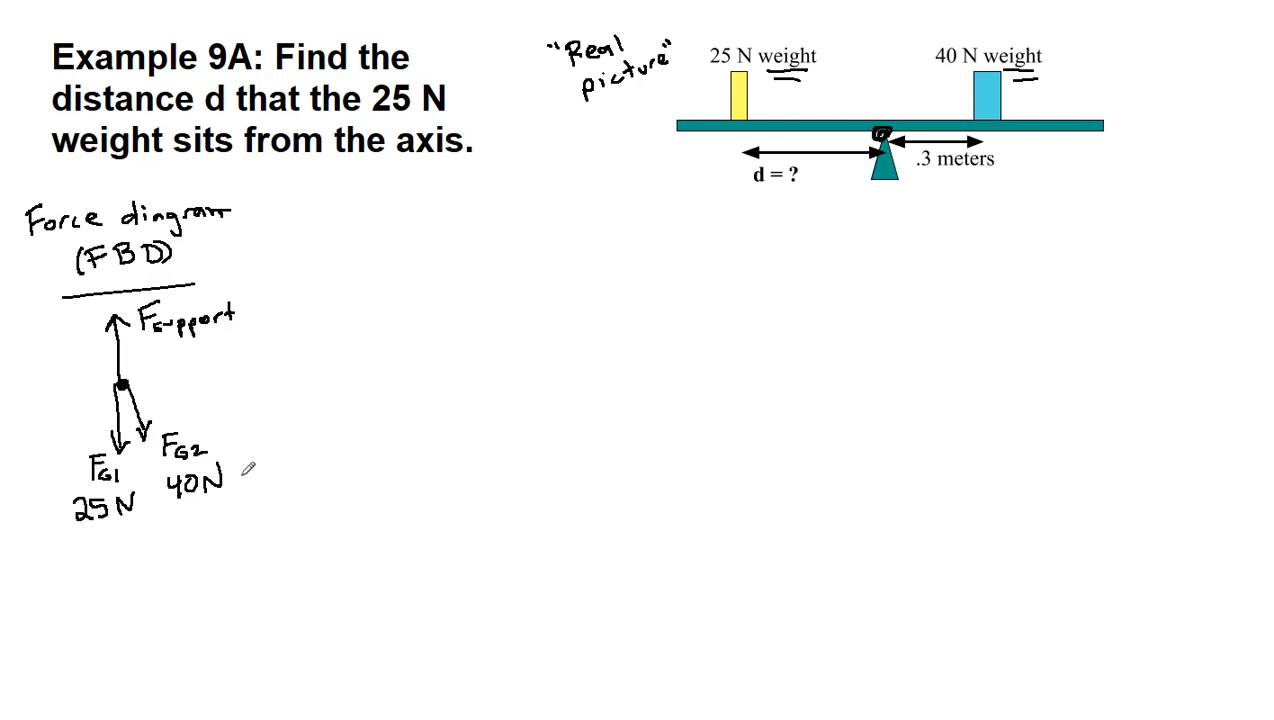 Example 9A: Find the
distance d that the 25 N
weight sits from the axis.
"Real
picture"
25 N weight
40 N weight
d = ?
.3 meters
Force diagram
(FBD)
Fsupport
FG1
25 N
FG2
40N